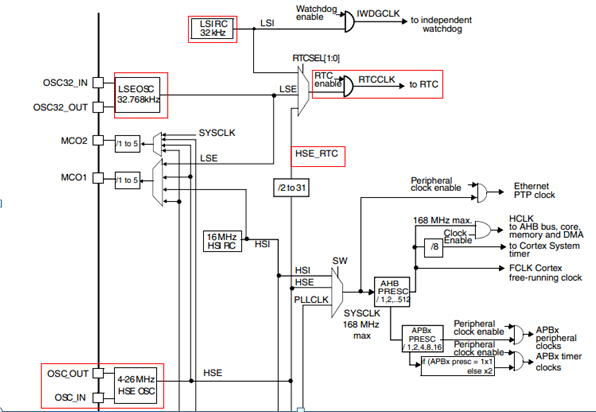 Watchdog
enable
IWDGCLK
to independent
watchdog
LSI RC
32 kHz
LSI
RTCSEL[1:0]
OSC32_IN
OSC32_OUT
LSE OSC
32.768kHz
LSE
RTC
enable
RTCCLK
to RTC
MCO2
/1 to 5
SYSCLK
LSE
MCO1
/1 to 5
HSE_RTC
/2 to 31
Peripheral
clock enable
Ethernet
PTP clock
16 MHz
HSI RC
HSI
168 MHz max.
Clock
Enable
HCLK
to AHB bus, core,
memory and DMA
/8
to Cortex System
timer
FCLK Cortex
free-running clock
SW
HSI
HSE
PLLCLK
SYSCLK
168 MHz
max
AHB
PRESC
/ 1,2,..512
APBx
PRESC
/ 1,2,4,8,16
Peripheral
clock enable
APBx
peripheral
clocks
Peripheral
clock enable
if (APBx presc = 1x1
else x2
APBx timer
clocks
OSC_OUT
OSC_IN
4-26 MHz
HSE OSC
HSE